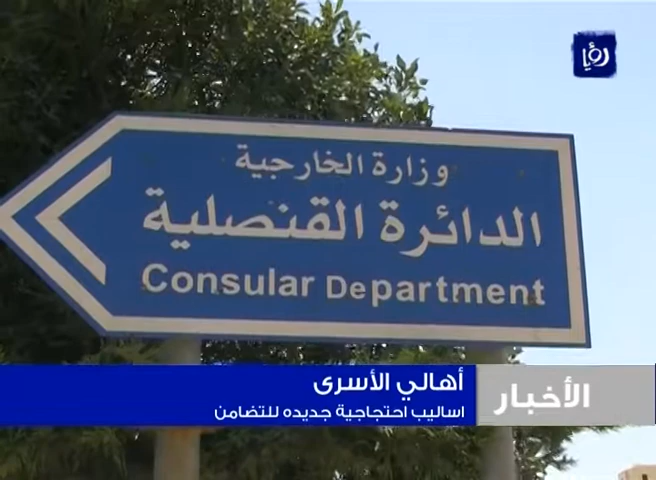 رؤيا
وزارة الخارجية
الدائرة القنصلية
Consular Department
الأخبار
أهالي الأسرى
اساليب احتجاجية جديده للتضامن